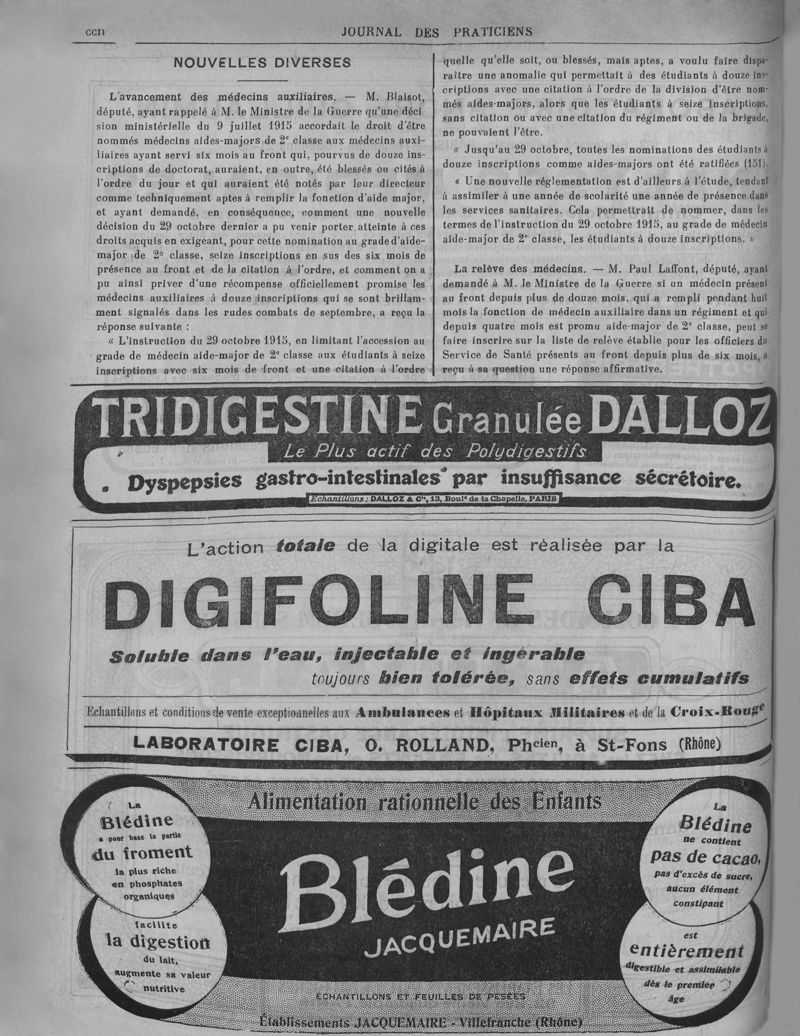 CCII
JOURNAL DES PRATICIENS
NOUVELLES DIVERSES
L'avancement des médecins auxiliaires. — M. Blaisot,
député, ayant rappelé à M. le Ministre de la Guerre qu'une déci
sion ministérielle du 9 juillet 1915 accordait le droit d'être
nommés médecins aides-majors de 2e classe aux médecins auxi-
liaires ayant servi six mois au front qui, pourvus de douze ins-
criptions de doctorat, auraient, en outre, été blessés ou cités à
l'ordre du jour et qui auraient été notés par leur directeur
comme techniquement aptes à remplir la fonction d'aide major,
et ayant demandé, en conséquence, comment une nouvelle
décision du 29 octobre dernier a pu venir porter atteinte à ces
droits acquis en exigeant, pour cette nomination au grade d'aide-
major de 2e classe, seize inscriptions en sus des six mois de
présence au front et de la citation à l'ordre, et comment on a
pu ainsi priver d'une récompense officiellement promise les
médecins auxiliaires à douze inscriptions qui se sont brillam-
ment signalés dans les rudes combats de septembre, a reçu la
réponse suivante :
« L'instruction du 29 octobre 1915, en limitant l'accession au
grade de médecin aide-major de 2e classe aux étudiants à seize
inscriptions avec six mois de front et une citation à l'ordre
quelle qu'elle soit, ou blessés, mais aptes, a voulu faire dispa-
raître une anomalie qui permettait à des étudiants à douze ins-
criptions avec une citation à l'ordre de la division d'être nom-
més aides-majors, alors que les étudiants à seize inscriptions,
sans citation ou avec une citation du régiment ou de la brigade,
ne pouvaient l'être.
« Jusqu'au 29 octobre, toutes les nominations des étudiants à
douze inscriptions comme aides-majors ont été ratifiées (151).
« Une nouvelle réglementation est d'ailleurs à l'étude, tendant
à assimiler à une année de scolarité une année de présence dans
les services sanitaires. Cela permettrait de nommer, dans les
termes de l'instruction du 29 octobre 1915, au grade de médecin
aide-major de 2e classe, les étudiants à douze inscriptions. »
La relève des médecins. — M. Paul Laffont, député, ayant
demandé à M. le Ministre de la Guerre si un médecin présent
au front depuis plus de douze mois, qui a rempli pendant huit
mois la fonction de médecin auxiliaire dans un régiment et qui
depuis quatre mois est promu aide-major de 2e classe, peut se
faire inscrire sur la liste de relève établie pour les officiers du
Service de Santé présents au front depuis plus de six mois, a
reçu à sa question une réponse affirmative.
TRIDIGESTINE Granulée DALLOZ
Le Plus actif des Polydigestifs
Dyspepsies gastro-intestinales par insuffisance sécrétoire.
Echantillons : DALLOZ & Cie, 13, Bould de la Chapelle, PARIS
L'action totale de la digitale est réalisée par la
DIGIFOLINE CIBA
Soluble dans l'eau, injectable et ingérable
toujours bien tolérée, sans effets cumulatifs
Echantillons et conditions de vente exceptionnelles aux Ambulances et Hôpitaux Militaires et de la Croix-Rouge
LABORATOIRE CIBA, O. ROLLAND, Phcien, à St-Fons (Rhône)
Alimentation rationnelle des Enfants
La
Blédine
a pour base la partie
du froment
la plus riche
en phosphates
organiques
facilite
la digestion
du lait,
augmente sa valeur
nutritive
Blédine
JACQUEMAIRE
ÉCHANTILLONS ET FEUILLES DE PESÉES
Établissements JACQUEMAIRE - Villefranche (Rhône)
La
Blédine
ne contient
pas de cacao,
pas d'excès de sucre,
aucun élément
constipant
est
entièrement
digestible et assimilable
dès le premier
âge